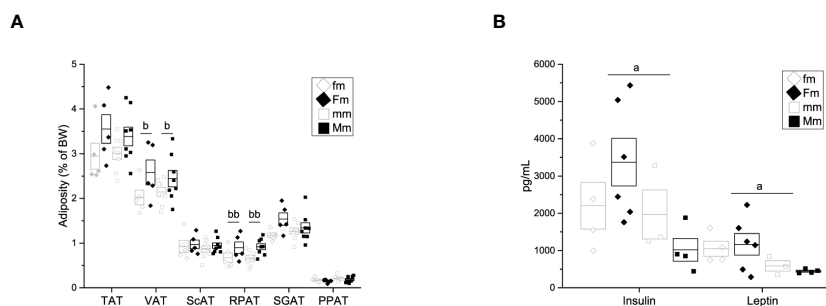 A
B
5
4
3
2
1
0
Adiposity (% of BW)
b
b
bb
bb
TAT
VAT
ScAT
RPAT
SGAT
PPAT
fm
Fm
mm
Mm
6000
5000
4000
3000
2000
1000
0
pg/mL
a
a
Insulin
Leptin
fm
Fm
mm
Mm